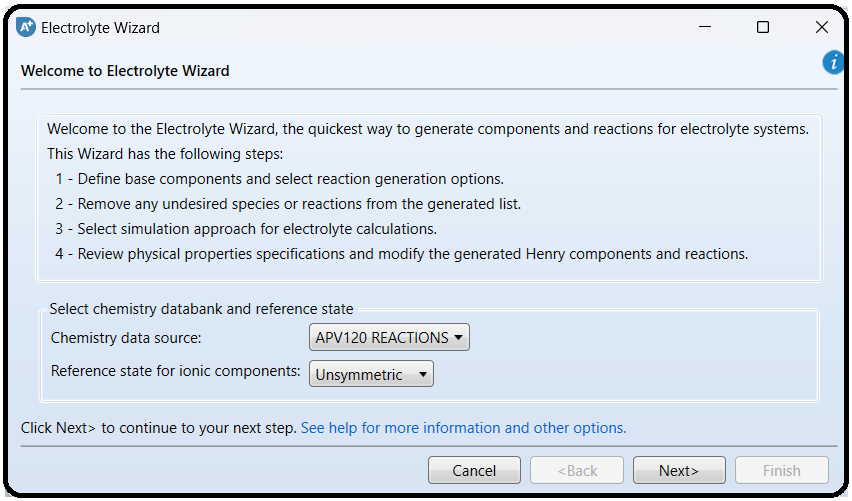 Electrolyte Wizard
Welcome to Electrolyte Wizard
Welcome to the Electrolyte Wizard, the quickest way to generate components and reactions for electrolyte systems.
This Wizard has the following steps:
1 - Define base components and select reaction generation options.
2 - Remove any undesired species or reactions from the generated list.
3 - Select simulation approach for electrolyte calculations.
4 - Review physical properties specifications and modify the generated Henry components and reactions.
Select chemistry databank and reference state
Chemistry data source: APV120 REACTIONS
Reference state for ionic components: Unsymmetric
Click Next> to continue to your next step. See help for more information and other options.
Cancel <Back Next> Finish